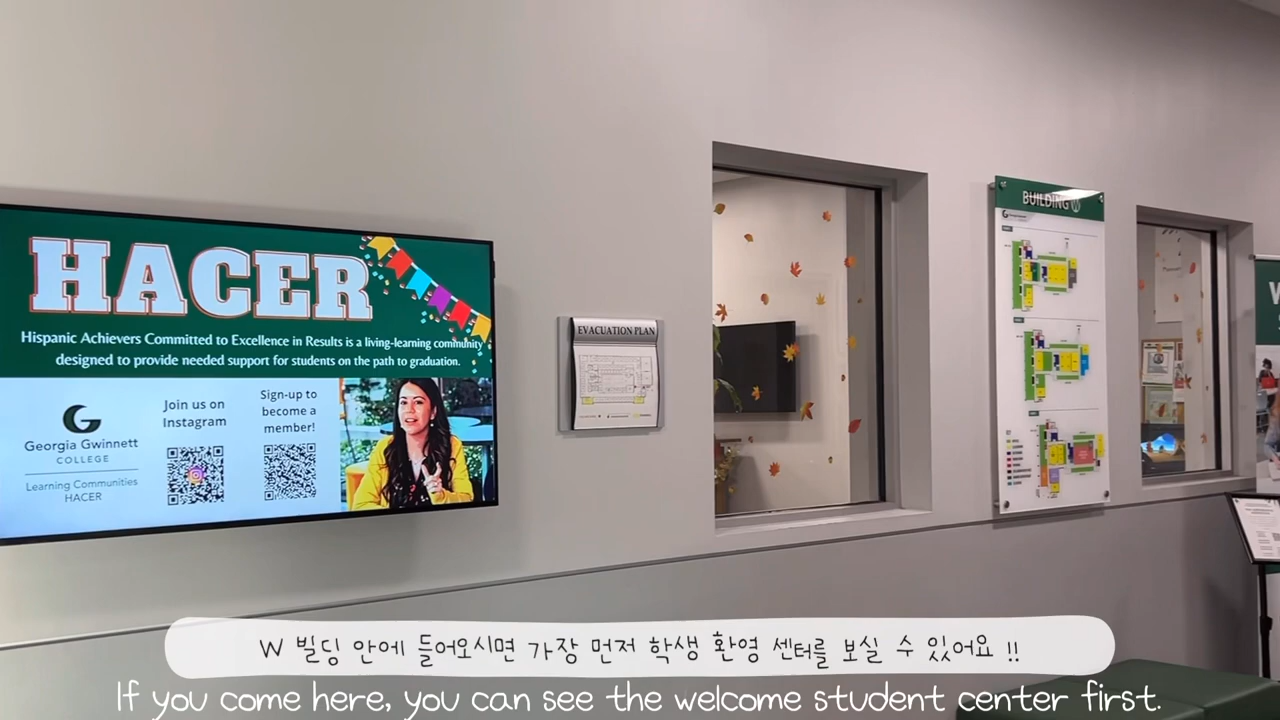 HACER
Hispanic Achievers Committed to Excellence in Results is a living-learning community
designed to provide needed support for students on the path to graduation.
Georgia Gwinnett
COLLEGE
Learning Communities
HACER
Join us on
Instagram
Sign-up to
become a
member!
EVACUATION PLAN
BUILDING W
W 빌딩 안에 들어오시면 가장 먼저 학생 환영 센터를 보실 수 있어요 !!
If you come here, you can see the welcome student center first.